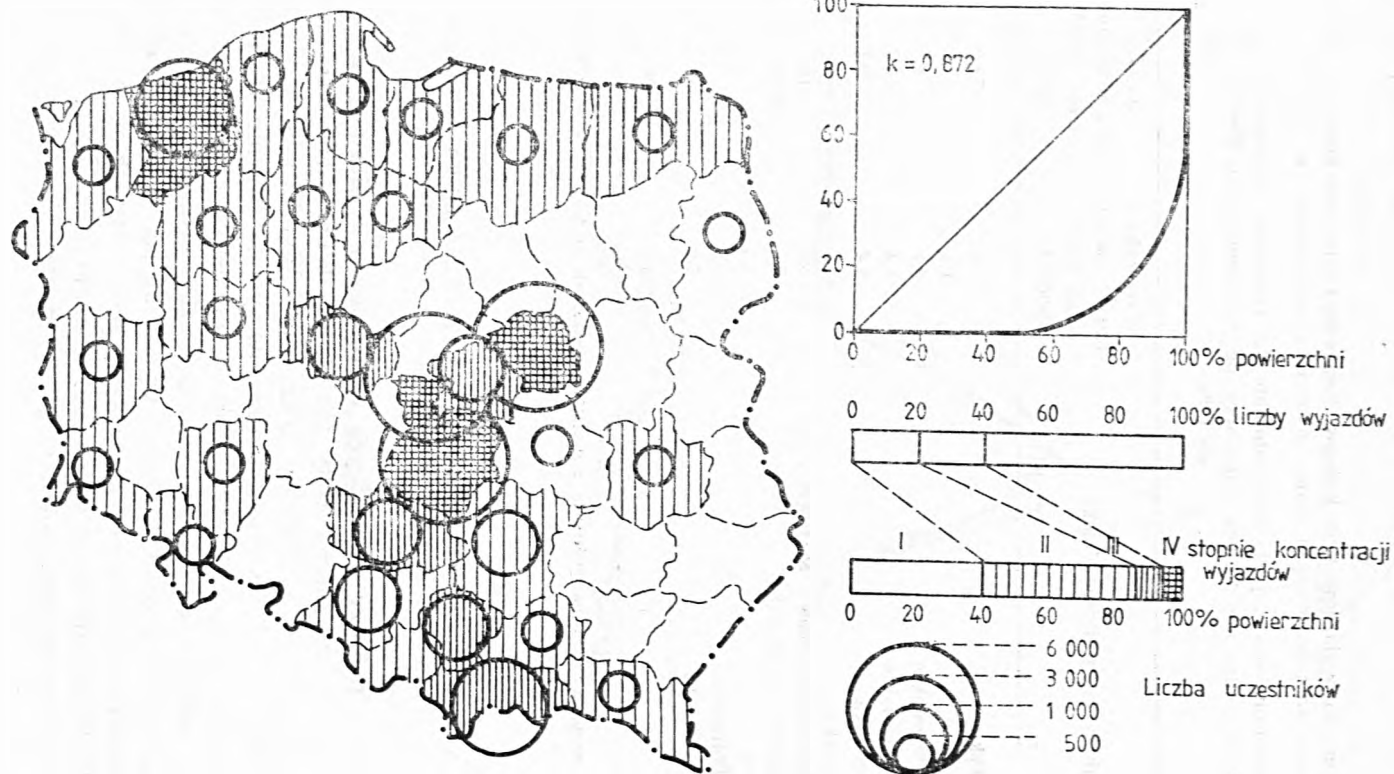 100
80
k = 0,872
60
40
20
0
0 20 40 60 80 100% powierzchni
0 20 40 60 80 100% liczby wyjazdów
I II III IV stopnie koncentracji
wyjazdów
0 20 40 60 80 100% powierzchni
6 000
3 000
1 000
500
Liczba uczestników